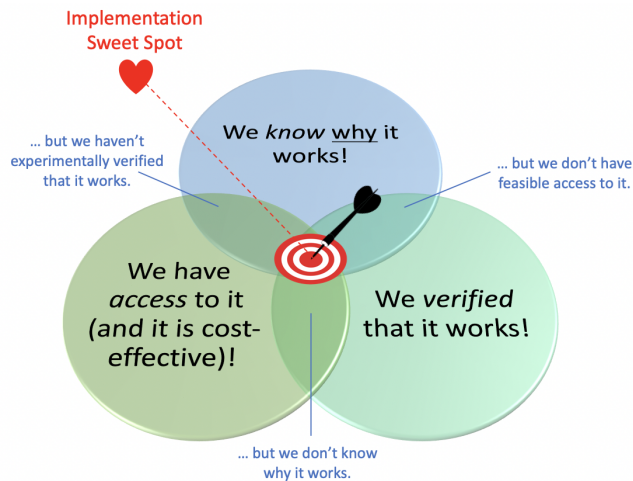 Implementation
Sweet Spot
We know why it
works!
… but we haven’t
experimentally verified
that it works.
… but we don’t have
feasible access to it.
We have
access to it
(and it is cost-
effective)!
We verified
that it works!
… but we don’t know
why it works.